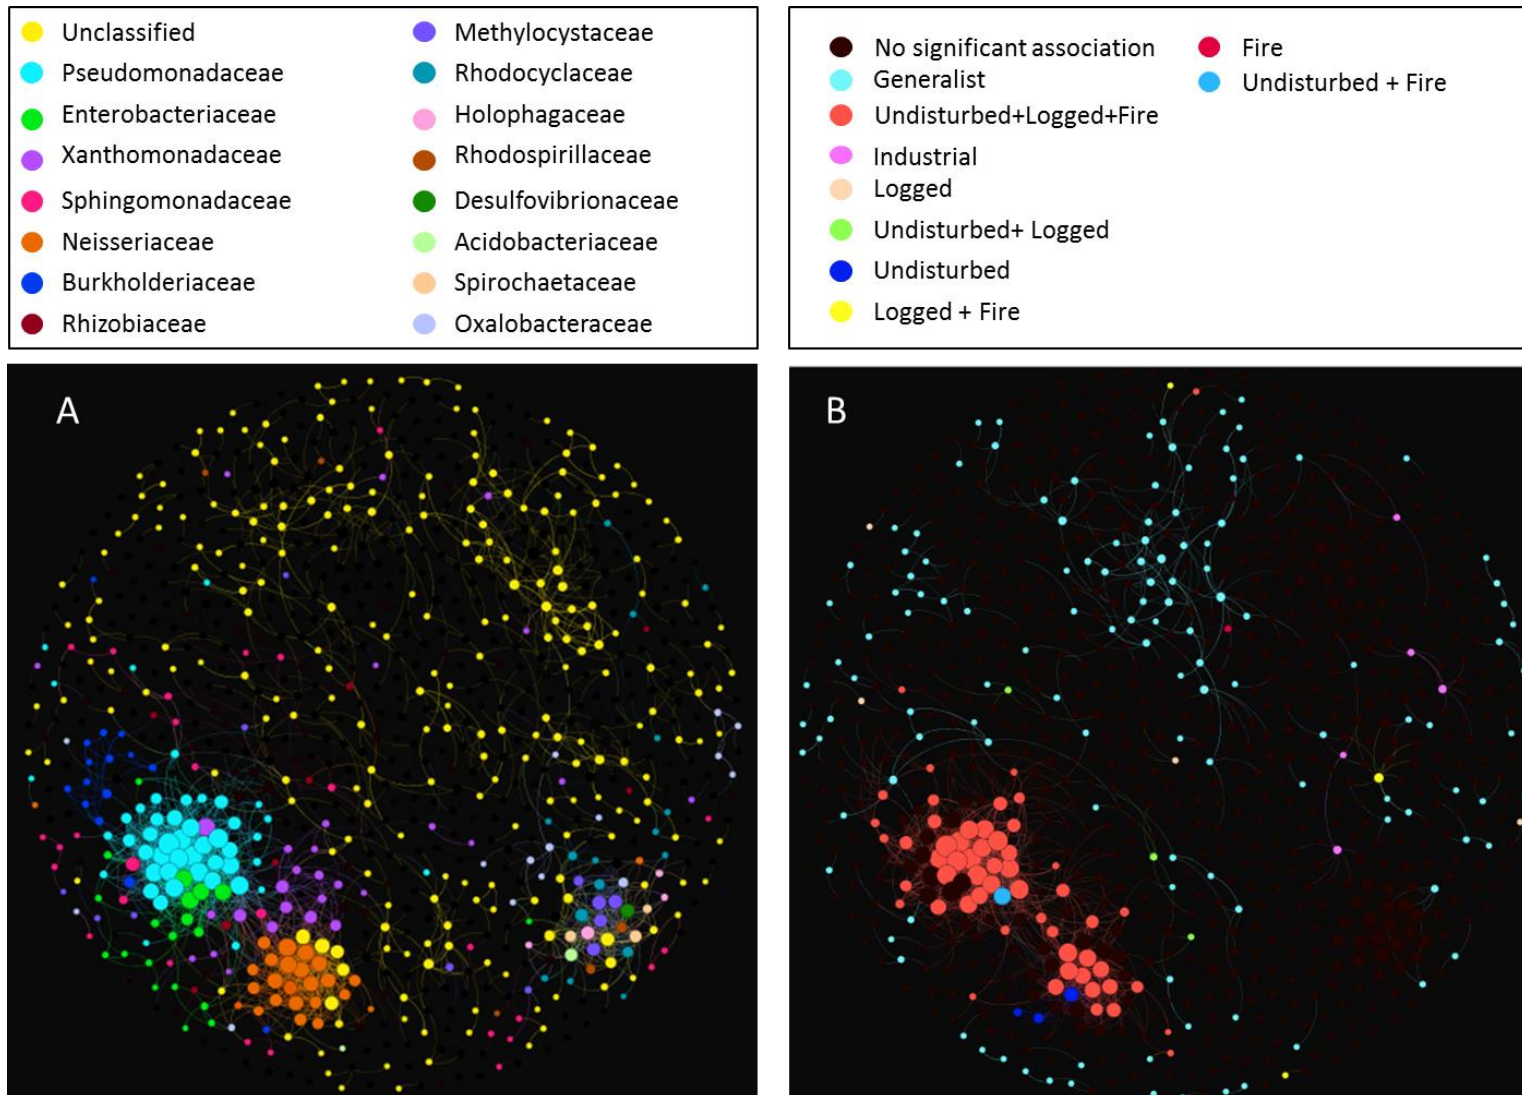 Unclassified
Pseudomonadaceae
Enterobacteriaceae
Xanthomonadaceae
Sphingomonadaceae
Neisseriaceae
Burkholderiaceae
Rhizobiaceae
Methylocystaceae
Rhodocyclaceae
Holophagaceae
Rhodospirillaceae
Desulfovibrionaceae
Acidobacteriaceae
Spirochaetaceae
Oxalobacteraceae
No significant association
Generalist
Undisturbed+Logged+Fire
Industrial
Logged
Undisturbed+ Logged
Undisturbed
Logged + Fire
Fire
Undisturbed + Fire
A
B